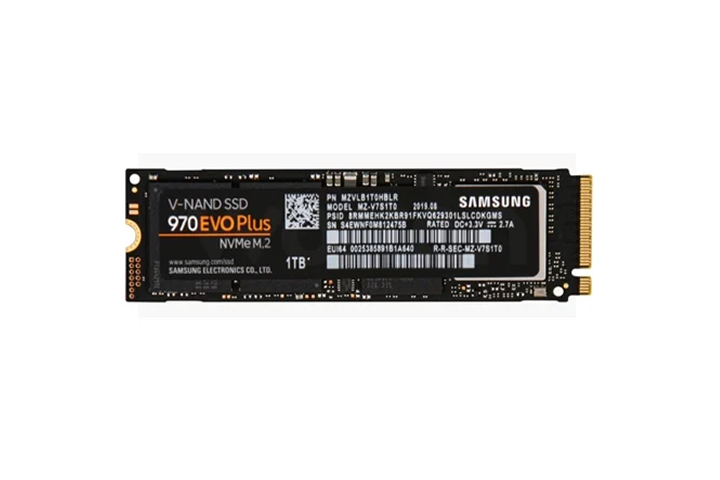 V-NAND SSD
970 EVO Plus
NVMe M.2
www.samsung.com/ssd
SAMSUNG ELECTRONICS CO., LTD.
1TB
PN MZVLB1T0HBLR
MODEL MZ-V7S1T0 2019.08
PSID 8RMMEHK2KBR91FKVQ629301LSLCDKGMS
SN S4EWNF0M812475B RATED DC+3.3V 2.7A
EUI64 0025385891B1A640 R-R-SEC-MZ-V7S1T0
SAMSUNG